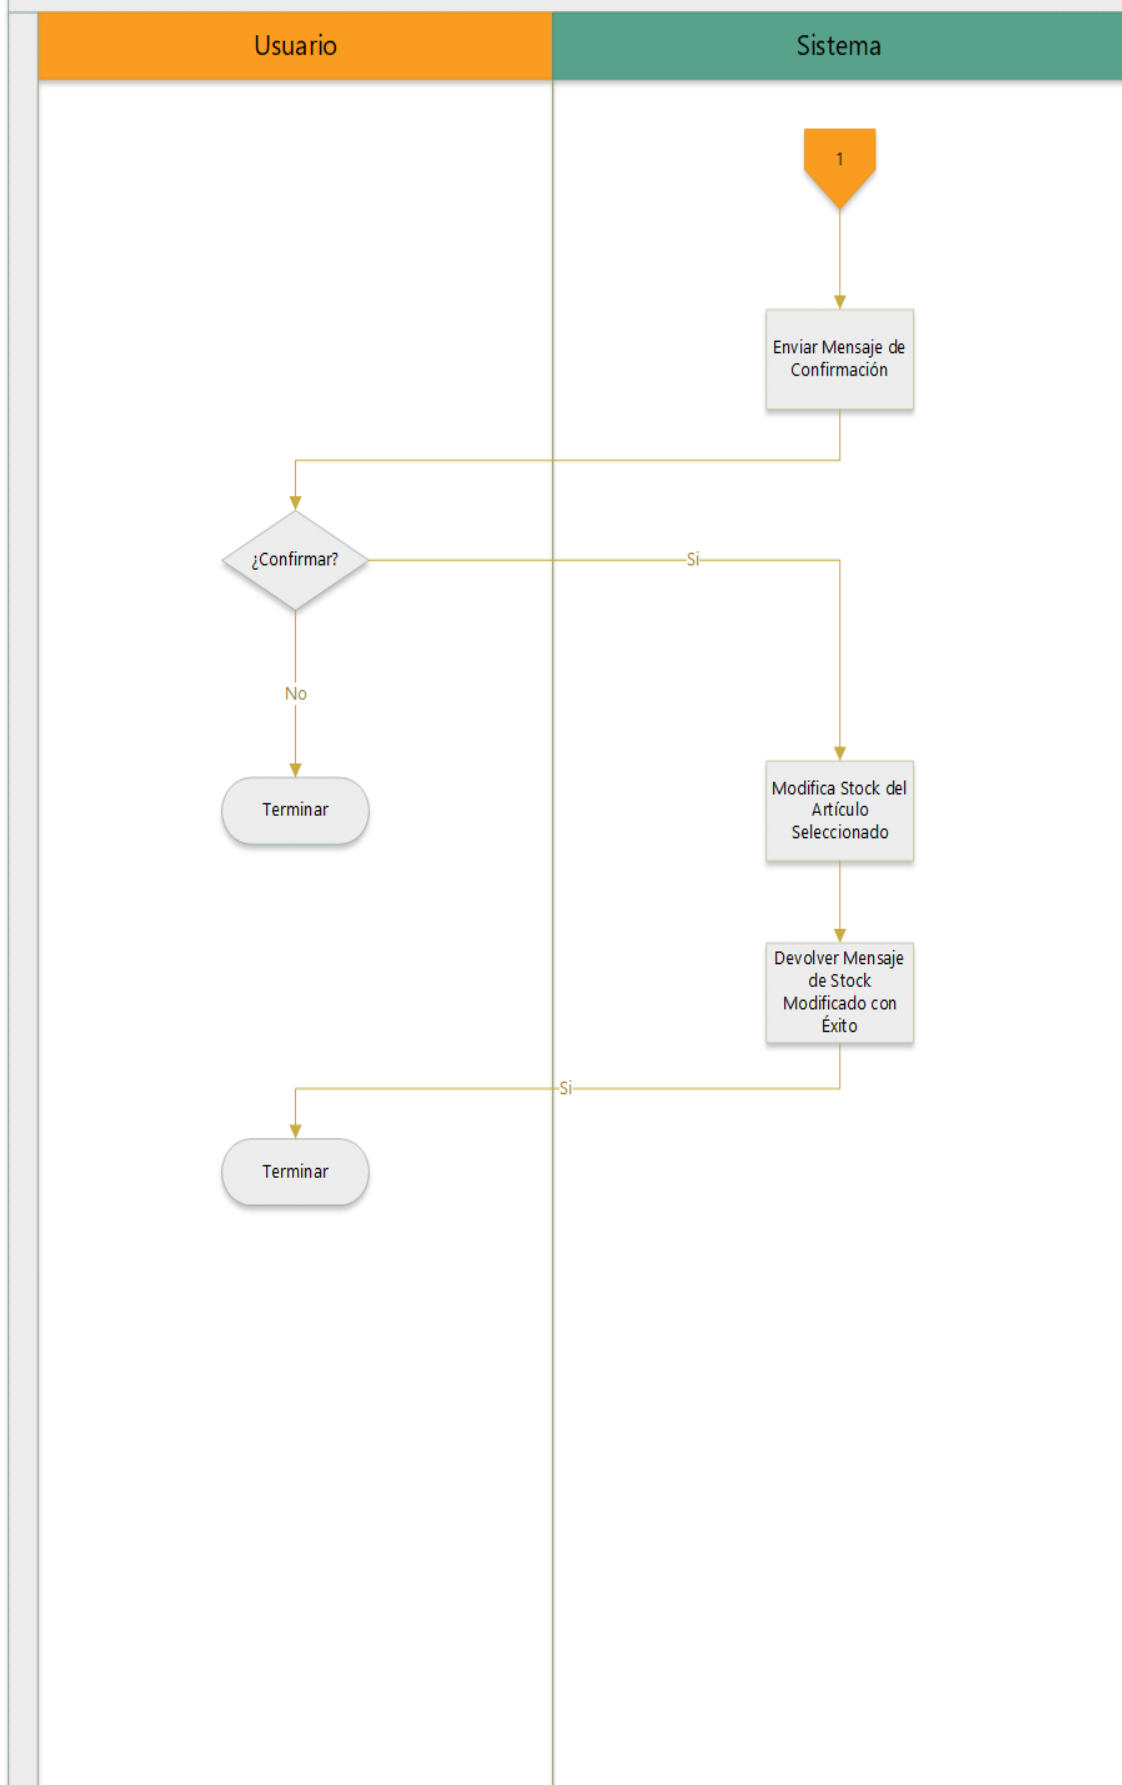 Usuario
Sistema
1
Enviar Mensaje de
Confirmación
¿Confirmar?
Si
No
Modifica Stock del
Artículo
Seleccionado
Terminar
Devolver Mensaje
de Stock
Modificado con
Éxito
Si
Terminar